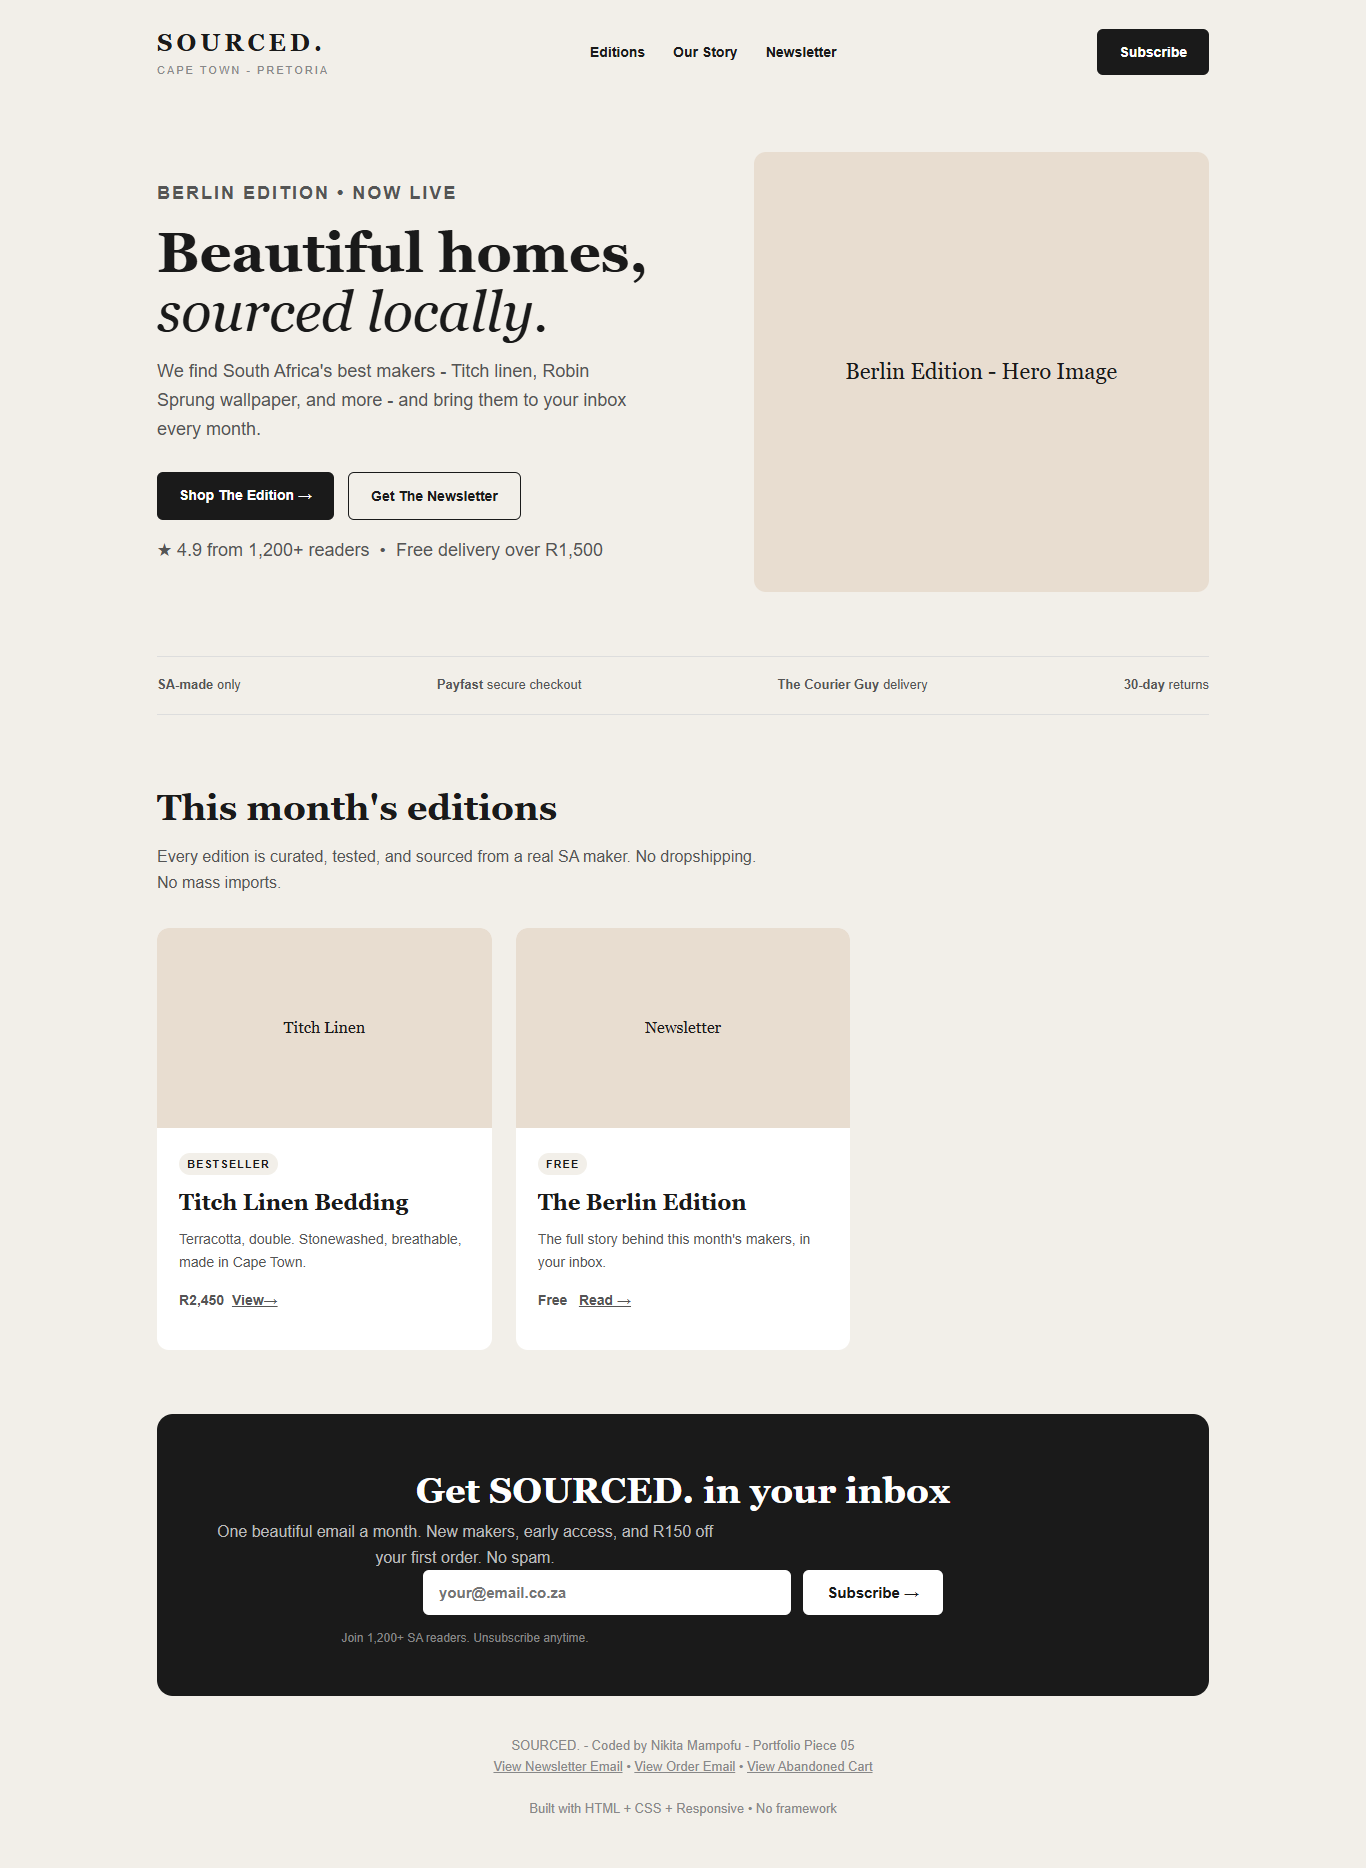 SOURCED.
CAPE TOWN - PRETORIA
Editions
Our Story
Newsletter
Subscribe
BERLIN EDITION • NOW LIVE
Beautiful homes,
sourced locally.
We find South Africa's best makers - Titch linen, Robin
Sprung wallpaper, and more - and bring them to your inbox
every month.
Shop The Edition →
Get The Newsletter
★ 4.9 from 1,200+ readers • Free delivery over R1,500
Berlin Edition - Hero Image
SA-made only
Payfast secure checkout
The Courier Guy delivery
30-day returns
This month's editions
Every edition is curated, tested, and sourced from a real SA maker. No dropshipping.
No mass imports.
Titch Linen
BESTSELLER
Titch Linen Bedding
Terracotta, double. Stonewashed, breathable,
made in Cape Town.
R2,450 View→
Newsletter
FREE
The Berlin Edition
The full story behind this month's makers, in
your inbox.
Free Read →
Get SOURCED. in your inbox
One beautiful email a month. New makers, early access, and R150 off
your first order. No spam.
your@email.co.za
Subscribe →
Join 1,200+ SA readers. Unsubscribe anytime.
SOURCED. - Coded by Nikita Mampofu - Portfolio Piece 05
View Newsletter Email • View Order Email • View Abandoned Cart
Built with HTML + CSS + Responsive • No framework